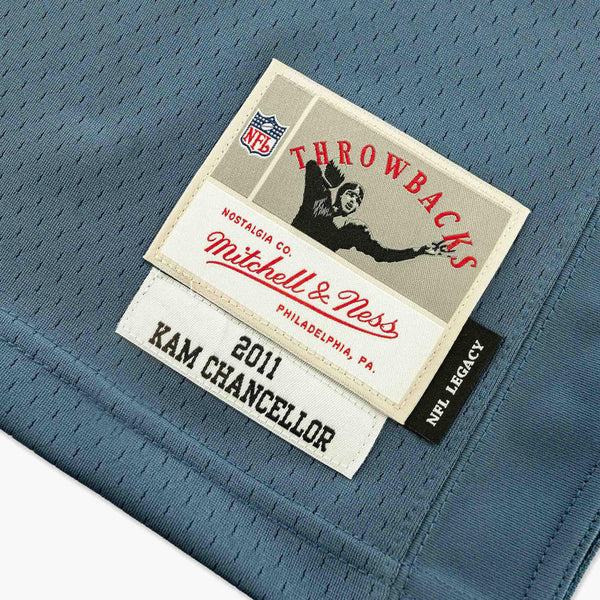 NFL
THROWBACKS
NOSTALGIA CO.
Mitchell & Ness
PHILADELPHIA, PA.
NFL LEGACY
2011
KAM CHANCELLOR